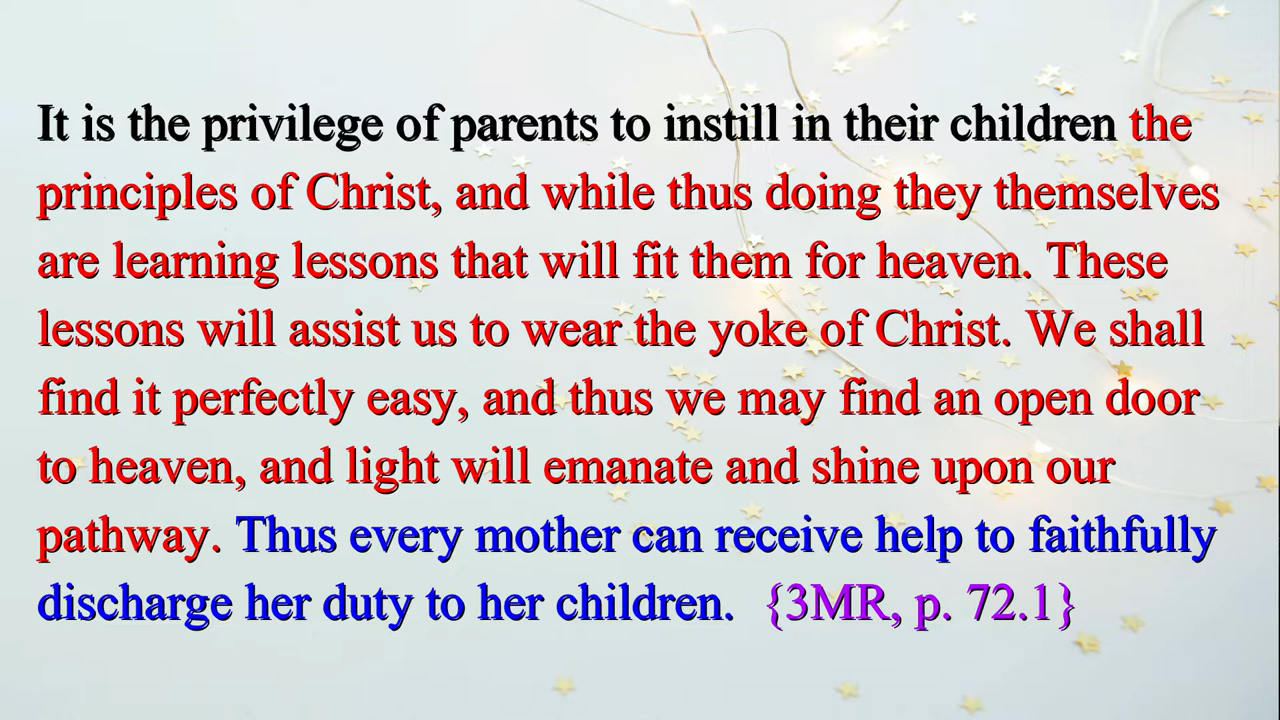 It is the privilege of parents to instill in their children the
principles of Christ, and while thus doing they themselves
are learning lessons that will fit them for heaven. These
lessons will assist us to wear the yoke of Christ. We shall
find it perfectly easy, and thus we may find an open door
to heaven, and light will emanate and shine upon our
pathway. Thus every mother can receive help to faithfully
discharge her duty to her children. {3MR, p. 72.1}